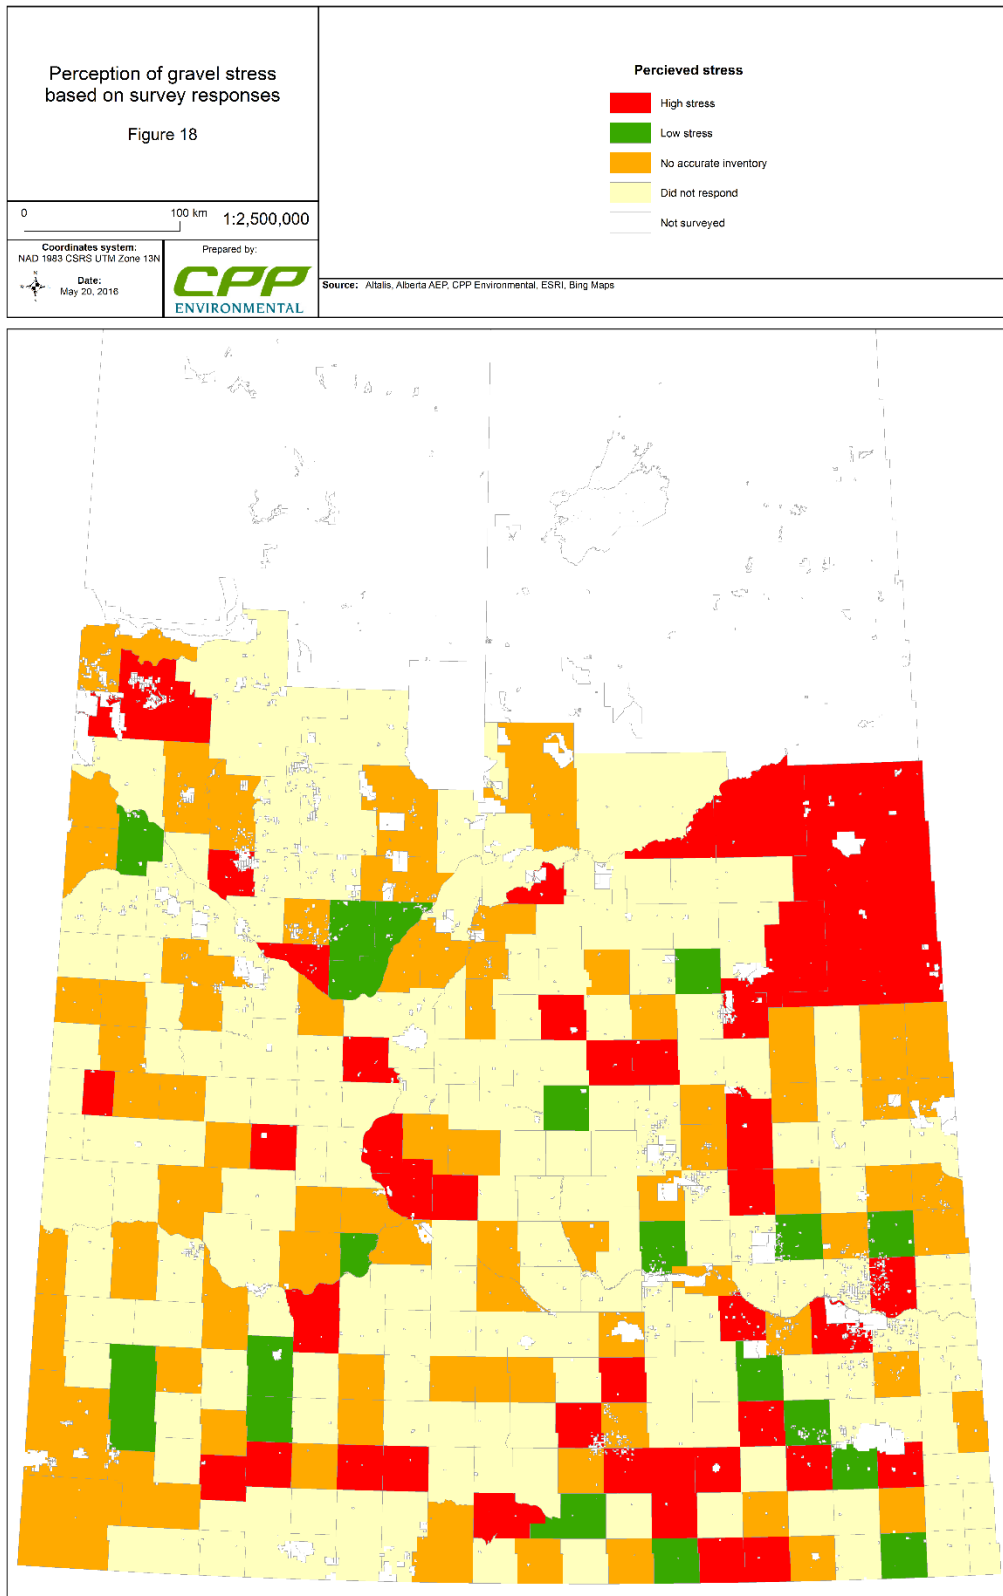 Perception of gravel stress
based on survey responses
Figure 18
0 100 km 1:2,500,000
Coordinates system:
NAD 1983 CSRS UTM Zone 13N
Date:
May 20, 2016
Prepared by:
CPP
ENVIRONMENTAL
Percieved stress
High stress
Low stress
No accurate inventory
Did not respond
Not surveyed
Source: Altalis, Alberta AEP, CPP Environmental, ESRI, Bing Maps